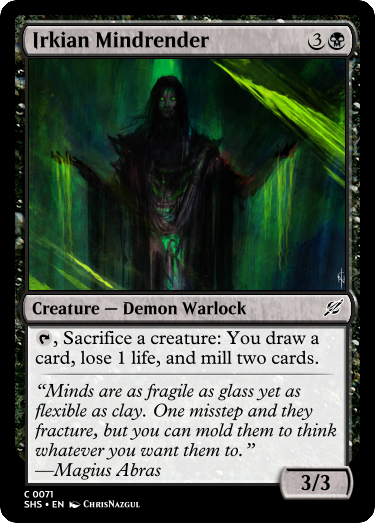 Irkian Mindrender 3
Creature — Demon Warlock
, Sacrifice a creature: You draw a
card, lose 1 life, and mill two cards.
“Minds are as fragile as glass yet as
flexible as clay. One misstep and they
fracture, but you can mold them to think
whatever you want them to.”
—Magius Abras
3/3
C 0071
SHS • EN ChrisNazgul